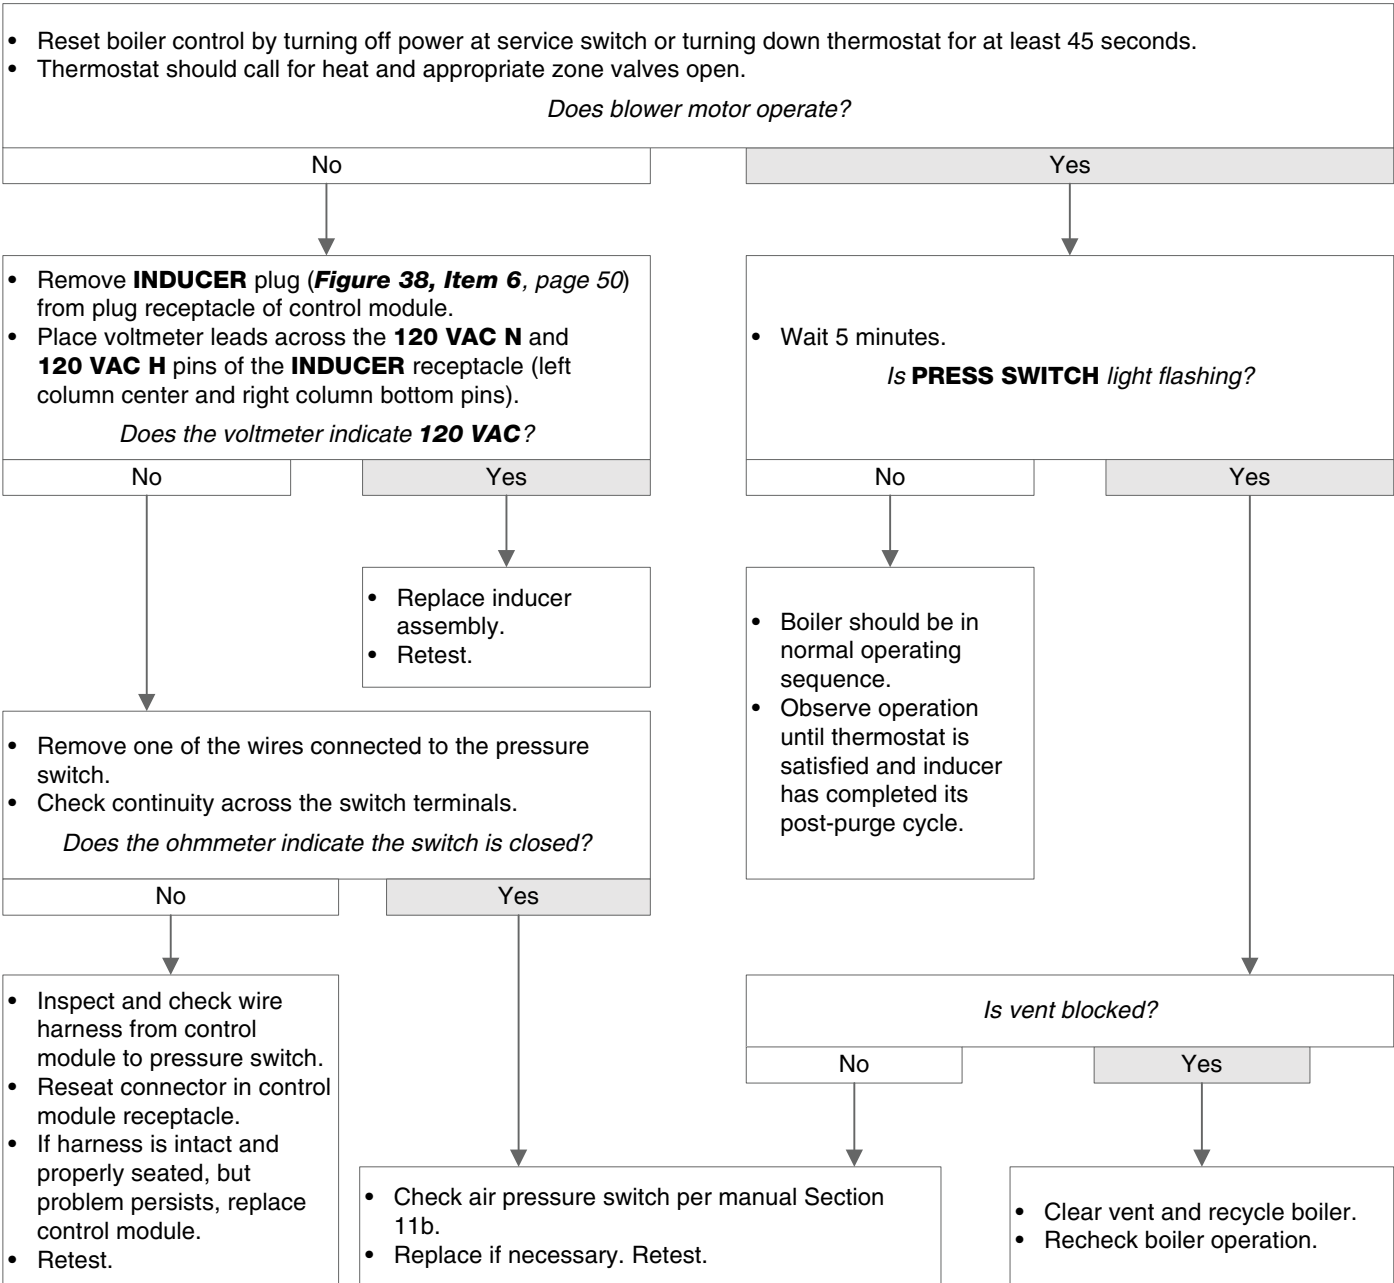 • Reset boiler control by turning off power at service switch or turning down thermostat for at least 45 seconds.
• Thermostat should call for heat and appropriate zone valves open.
Does blower motor operate?
No
Yes
• Remove INDUCER plug (Figure 38, Item 6, page 50)
from plug receptacle of control module.
• Place voltmeter leads across the 120 VAC N and
120 VAC H pins of the INDUCER receptacle (left
column center and right column bottom pins).
Does the voltmeter indicate 120 VAC?
No
Yes
• Wait 5 minutes.
Is PRESS SWITCH light flashing?
No
Yes
• Replace inducer
assembly.
• Retest.
• Boiler should be in
normal operating
sequence.
• Observe operation
until thermostat is
satisfied and inducer
has completed its
post-purge cycle.
• Remove one of the wires connected to the pressure
switch.
• Check continuity across the switch terminals.
Does the ohmmeter indicate the switch is closed?
No
Yes
Is vent blocked?
No
Yes
• Inspect and check wire
harness from control
module to pressure switch.
• Reseat connector in control
module receptacle.
• If harness is intact and
properly seated, but
problem persists, replace
control module.
• Retest.
• Check air pressure switch per manual Section
11b.
• Replace if necessary. Retest.
• Clear vent and recycle boiler.
• Recheck boiler operation.